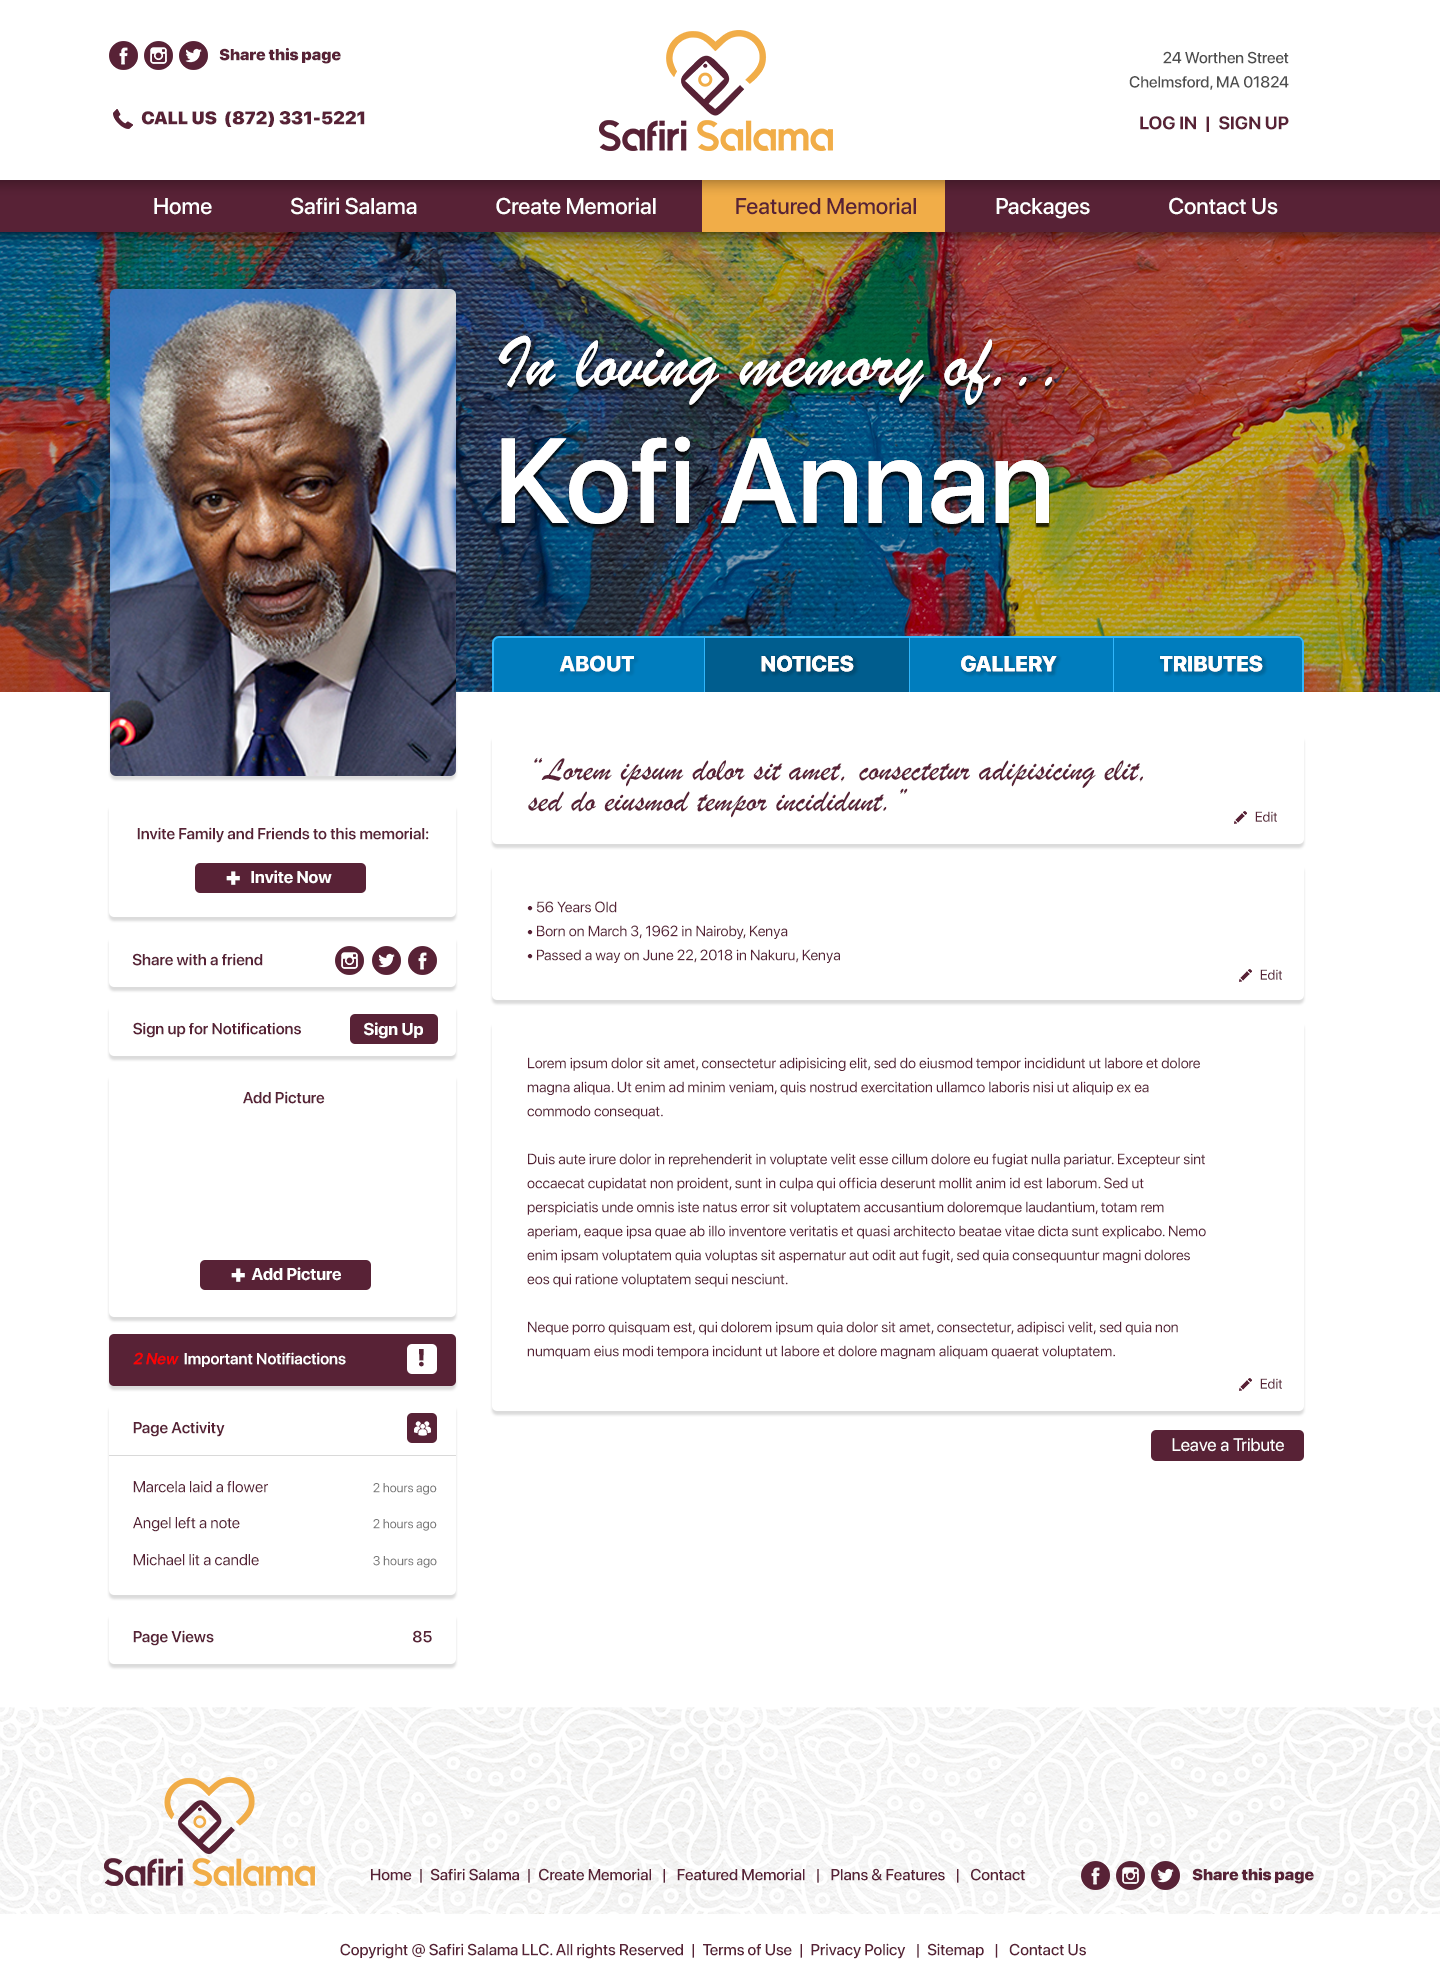 Share this page
CALL US (872) 331-5221
Safiri Salama
24 Worthen Street
Chelmsford, MA 01824
LOG IN | SIGN UP
Home Safiri Salama Create Memorial Featured Memorial Packages Contact Us
In loving memory of...
Kofi Annan
ABOUT NOTICES GALLERY TRIBUTES
"Lorem ipsum dolor sit amet, consectetur adipisicing elit,
sed do eiusmod tempor incididunt."
Edit
Invite Family and Friends to this memorial:
Invite Now
Share with a friend
Sign up for Notifications Sign Up
Add Picture
Add Picture
2 New Important Notifiactions
Page Activity
Marcela laid a flower 2 hours ago
Angel left a note 2 hours ago
Michael lit a candle 3 hours ago
Page Views 85
• 56 Years Old
• Born on March 3, 1962 in Nairoby, Kenya
• Passed a way on June 22, 2018 in Nakuru, Kenya
Edit
Lorem ipsum dolor sit amet, consectetur adipisicing elit, sed do eiusmod tempor incididunt ut labore et dolore
magna aliqua. Ut enim ad minim veniam, quis nostrud exercitation ullamco laboris nisi ut aliquip ex ea
commodo consequat.
Duis aute irure dolor in reprehenderit in voluptate velit esse cillum dolore eu fugiat nulla pariatur. Excepteur sint
occaecat cupidatat non proident, sunt in culpa qui officia deserunt mollit anim id est laborum. Sed ut
perspiciatis unde omnis iste natus error sit voluptatem accusantium doloremque laudantium, totam rem
aperiam, eaque ipsa quae ab illo inventore veritatis et quasi architecto beatae vitae dicta sunt explicabo. Nemo
enim ipsam voluptatem quia voluptas sit aspernatur aut odit aut fugit, sed quia consequuntur magni dolores
eos qui ratione voluptatem sequi nesciunt.
Neque porro quisquam est, qui dolorem ipsum quia dolor sit amet, consectetur, adipisci velit, sed quia non
numquam eius modi tempora incidunt ut labore et dolore magnam aliquam quaerat voluptatem.
Edit
Leave a Tribute
Safiri Salama
Home | Safiri Salama | Create Memorial | Featured Memorial | Plans & Features | Contact
Share this page
Copyright @ Safiri Salama LLC. All rights Reserved | Terms of Use | Privacy Policy | Sitemap | Contact Us